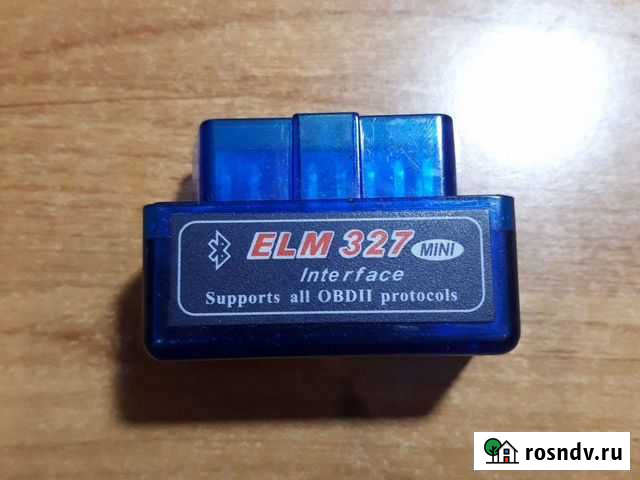 ELM 327 MiNi
Interface
Supports all OBDII protocols
rosndv.ru